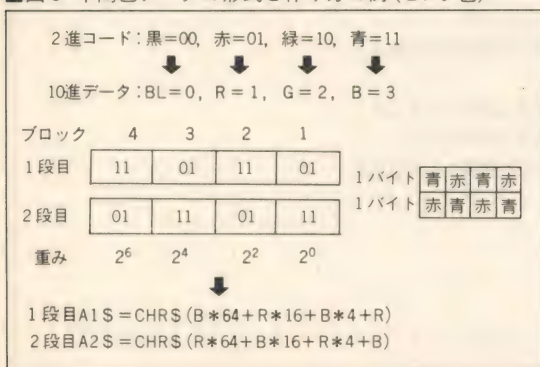 2進コード：黒=00, 赤=01, 緑=10, 青=11
10進データ：BL=0, R=1, G=2, B=3
ブロック 4 3 2 1
1段目 11 01 11 01
1バイト 青 赤 青 赤
1バイト 赤 青 赤 青
2段目 01 11 01 11
重み 2⁶ 2⁴ 2² 2⁰
1段目A1$=CHR$(B*64+R*16+B*4+R)
2段目A2$=CHR$(R*64+B*16+R*4+B)